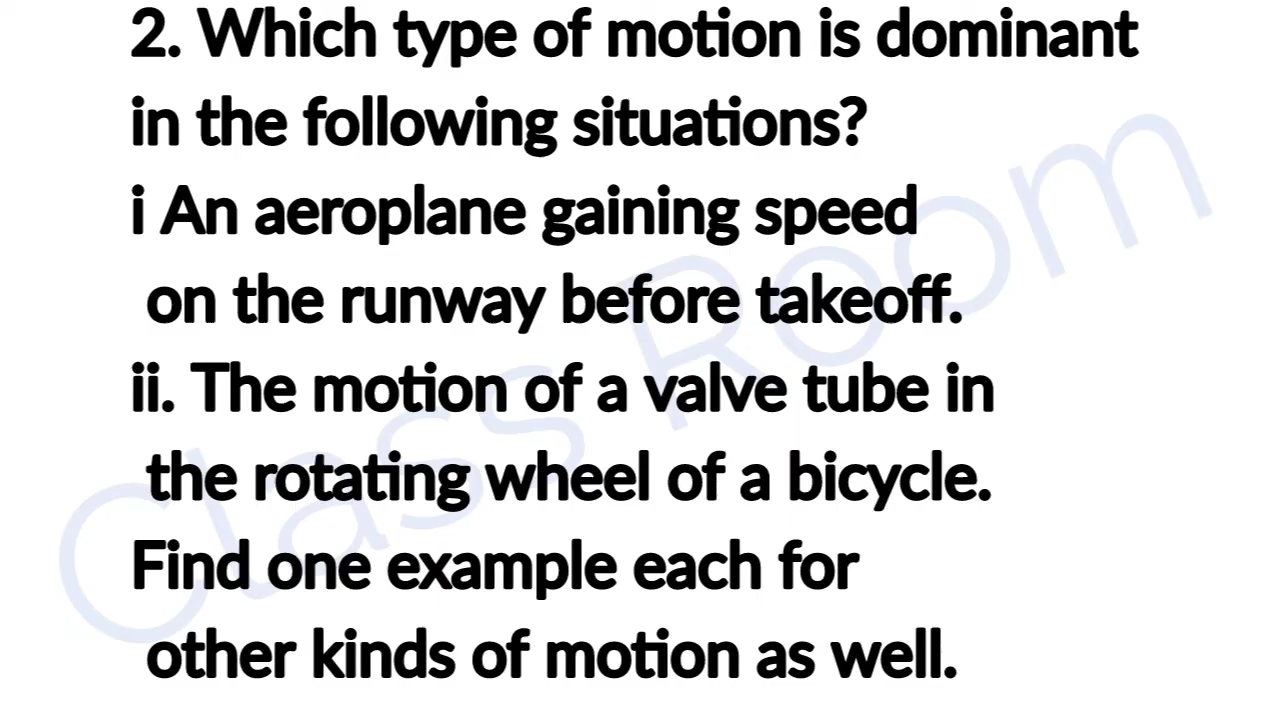 2. Which type of motion is dominant
in the following situations?
i An aeroplane gaining speed
on the runway before takeoff.
ii. The motion of a valve tube in
the rotating wheel of a bicycle.
Find one example each for
other kinds of motion as well.
Class Room